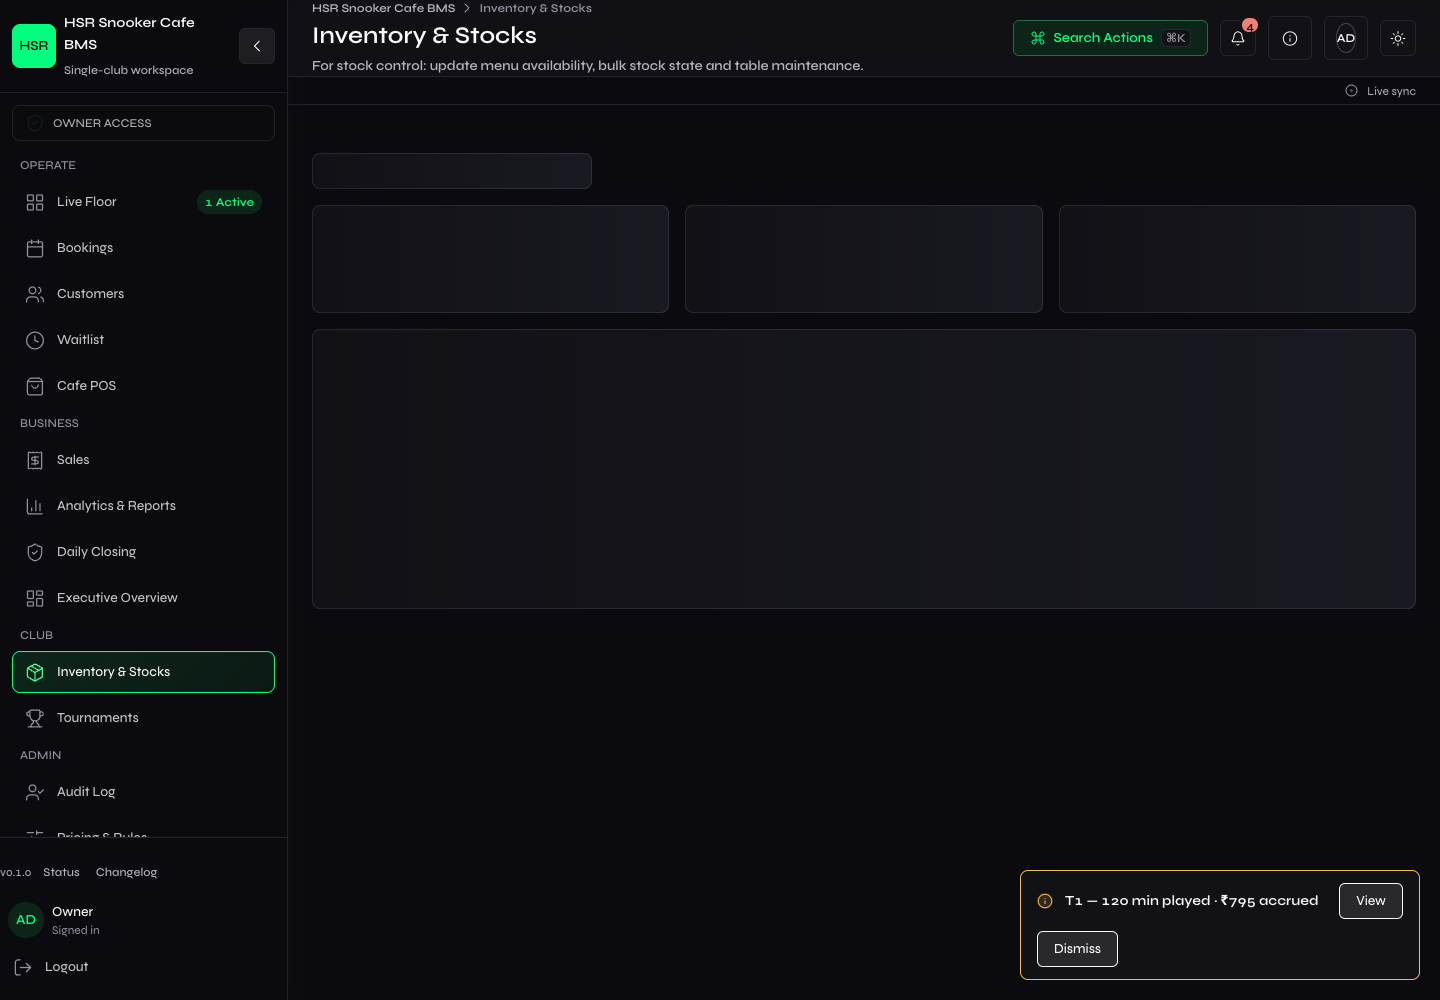 HSR
HSR Snooker Cafe
BMS
Single-club workspace
OWNER ACCESS
OPERATE
Live Floor
1 Active
Bookings
Customers
Waitlist
Cafe POS
BUSINESS
Sales
Analytics & Reports
Daily Closing
Executive Overview
CLUB
Inventory & Stocks
Tournaments
ADMIN
Audit Log
Pricing & Rules
v0.1.0 Status Changelog
AD
Owner
Signed in
Logout
HSR Snooker Cafe BMS > Inventory & Stocks
Inventory & Stocks
For stock control: update menu availability, bulk stock state and table maintenance.
Search Actions ⌘K
4
AD
Live sync
T1 — 120 min played · ₹795 accrued
View
Dismiss